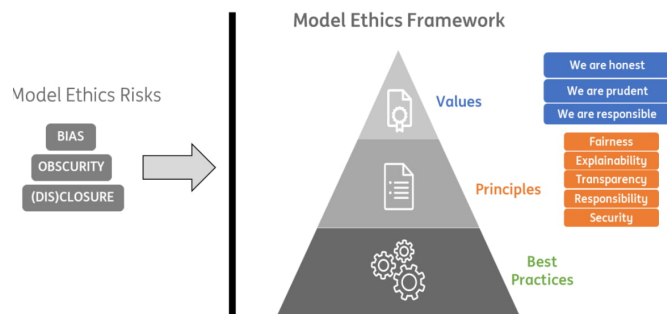 Model Ethics Framework
Model Ethics Risks
BIAS
OBSCURITY
(DIS)CLOSURE
Values
We are honest
We are prudent
We are responsible
Principles
Fairness
Explainability
Transparency
Responsibility
Security
Best
Practices